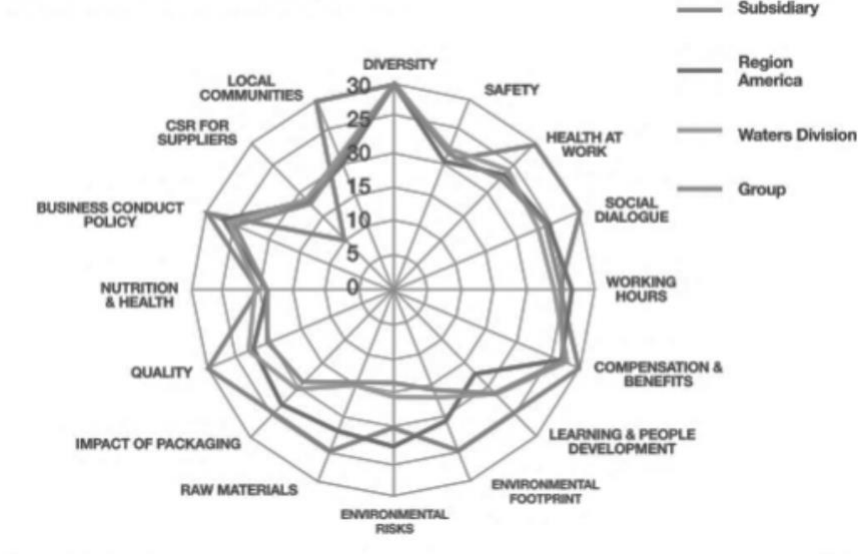 Subsidiary
Region
America
Waters Division
Group
DIVERSITY
SAFETY
HEALTH AT
WORK
SOCIAL
DIALOGUE
WORKING
HOURS
COMPENSATION &
BENEFITS
LEARNING & PEOPLE
DEVELOPMENT
ENVIRONMENTAL
FOOTPRINT
ENVIRONMENTAL
RISKS
RAW MATERIALS
IMPACT OF PACKAGING
QUALITY
NUTRITION
& HEALTH
BUSINESS CONDUCT
POLICY
CSR FOR
SUPPLIERS
LOCAL
COMMUNITIES
30
25
30
15
10
5
0